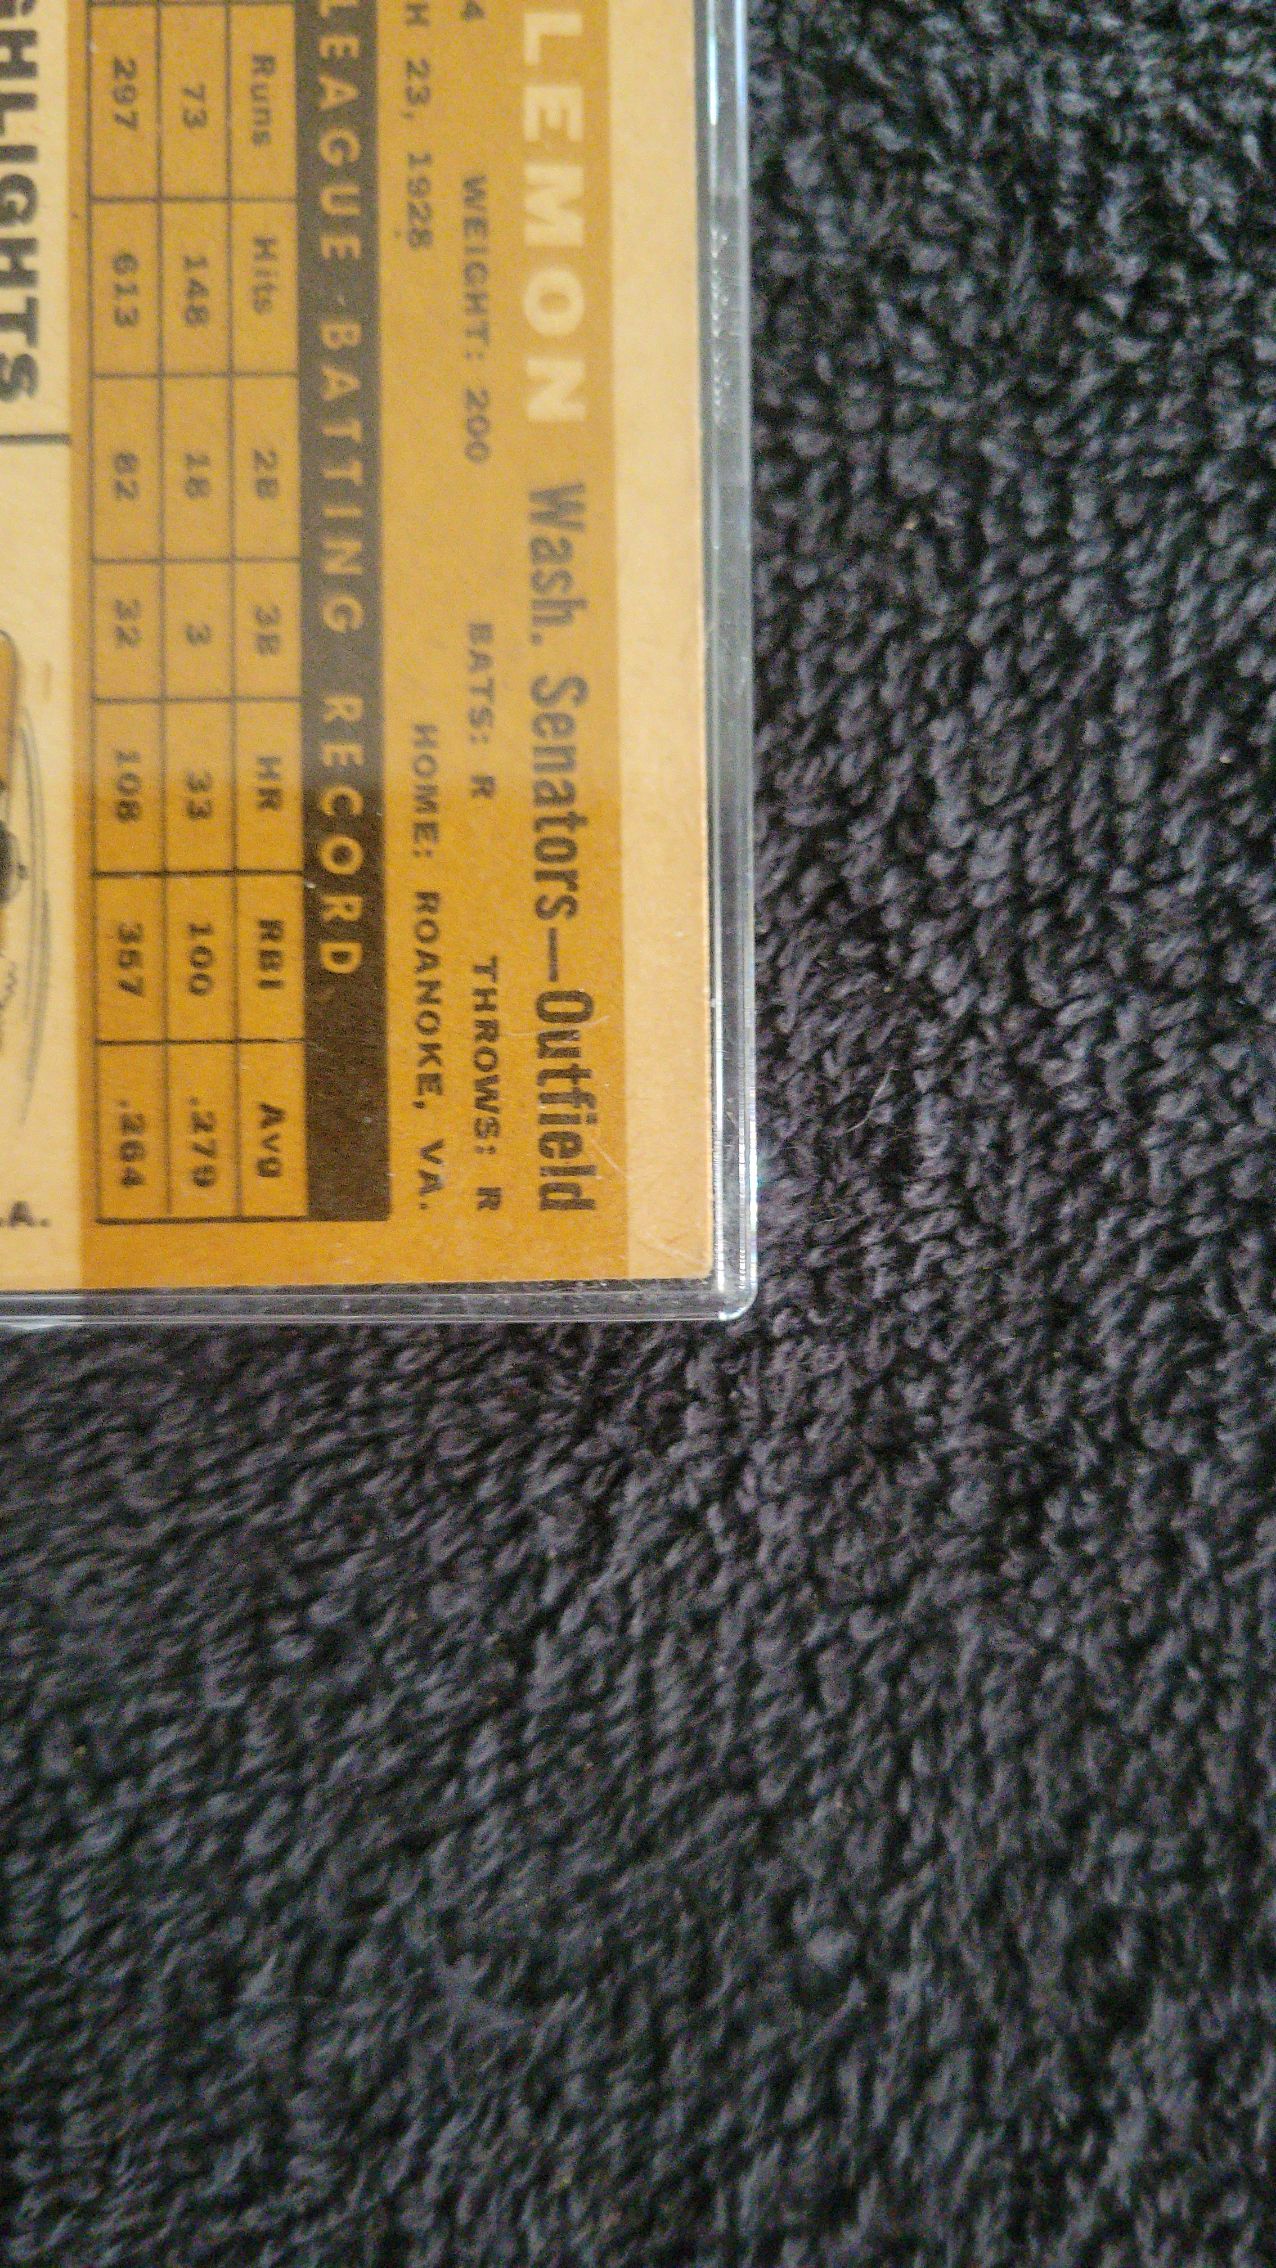 LEMON Wash. Senators—Outfield
4 WEIGHT: 200 BATS: R THROWS: R
H 23, 1928 HOME: ROANOKE, VA.
LEAGUE BATTING RECORD
Runs Hits 2B 3B HR RBI Avg
73 148 18 3 33 100 .279
297 613 82 32 108 357 .264
GHLIGHTS
.A.